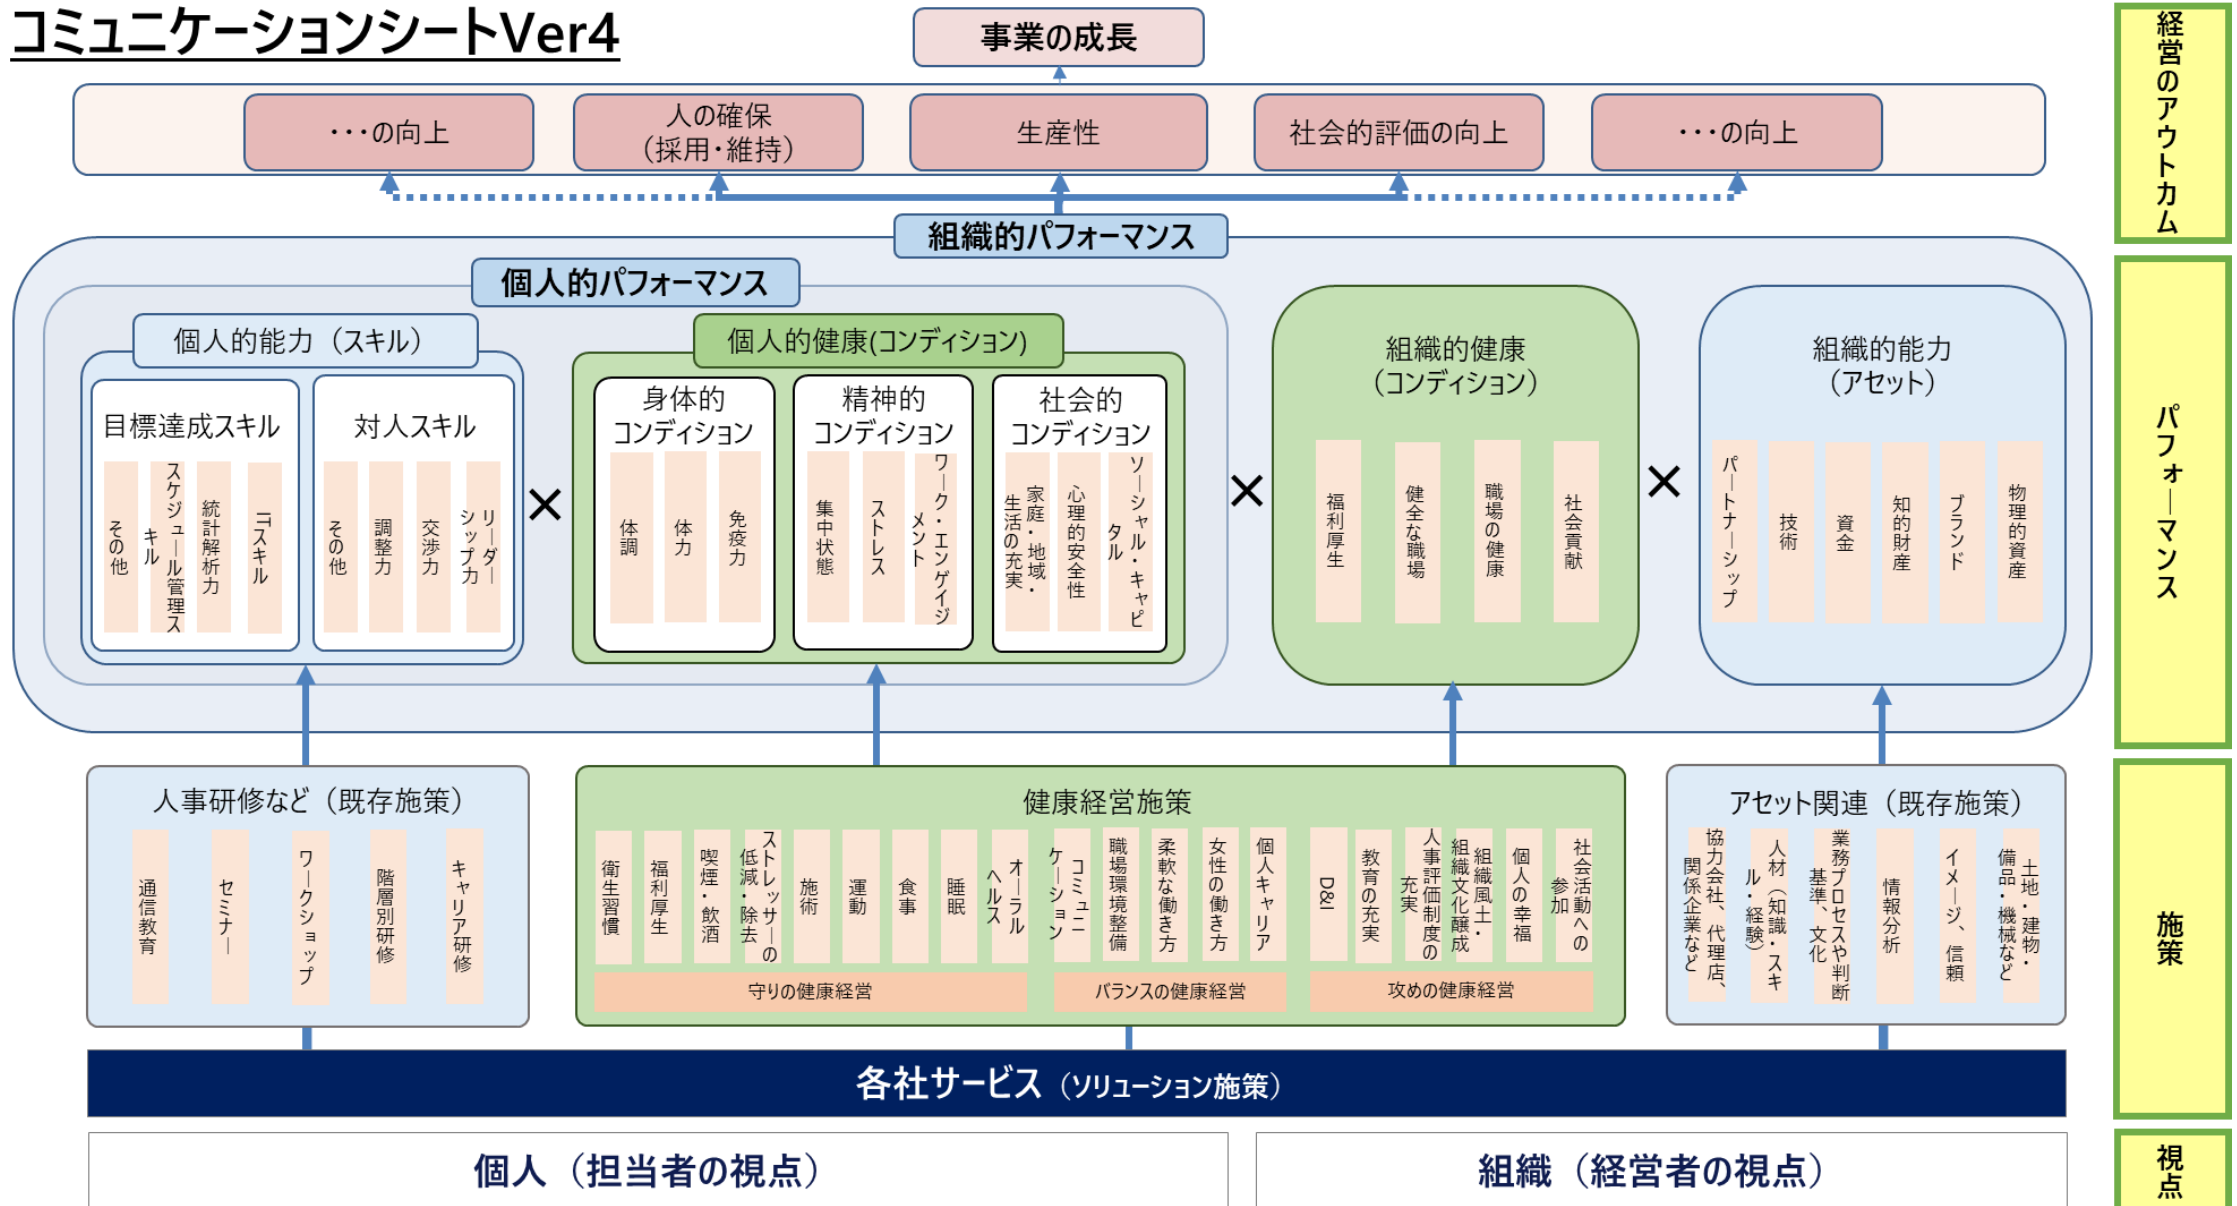 コミュニケーションシートVer4
事業の成長
・・・の向上
人の確保
（採用・維持）
生産性
社会的評価の向上
・・・の向上
経営のアウトカム
組織的パフォーマンス
個人的パフォーマンス
個人的能力（スキル）
目標達成スキル
その他
スケジュール管理ス
キル
統計解析力
ITスキル
対人スキル
その他
調整力
交渉力
リーダー
シップ力
×
個人的健康(コンディション)
身体的
コンディション
体調
体力
免疫力
精神的
コンディション
集中状態
ストレス
ワーク・エンゲイジ
メント
社会的
コンディション
家庭・地域・
生活の充実
心理的安全性
ソーシャル・キャピ
タル
×
組織的健康
（コンディション）
福利厚生
健全な職場
職場の健康
社会貢献
×
組織的能力
（アセット）
パートナーシップ
技術
資金
知的財産
ブランド
物理的資産
パフォーマンス
人事研修など（既存施策）
通信教育
セミナー
ワークショップ
階層別研修
キャリア研修
健康経営施策
衛生習慣
福利厚生
喫煙・飲酒
ストレッサーの
低減・除去
施術
運動
食事
睡眠
オーラル
ヘルス
コミュニ
ケーション
職場環境整備
柔軟な働き方
女性の働き方
個人キャリア
D&I
教育の充実
人事評価制度の
充実
組織風土・
組織文化醸成
個人の幸福
社会活動への
参加
守りの健康経営
バランスの健康経営
攻めの健康経営
アセット関連（既存施策）
協力会社、代理店、
関係企業など
人材（知識・スキ
ル・経験）
業務プロセスや判断
基準、文化
情報分析
イメージ、信頼
土地・建物・
備品・機械など
施策
各社サービス（ソリューション施策）
個人（担当者の視点）
組織（経営者の視点）
視点